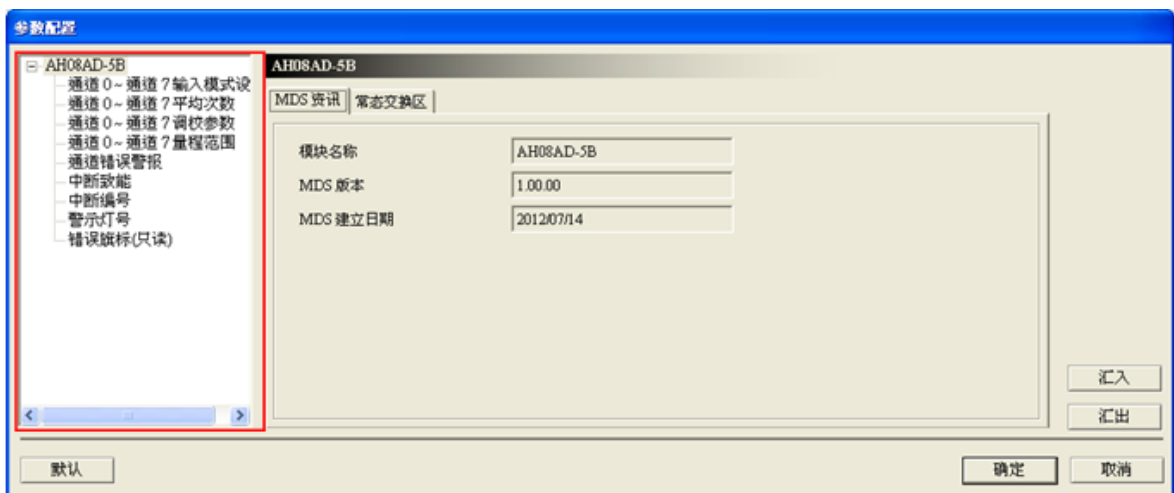 参数配置
AH08AD-5B
通道 0～通道 7 输入模式设
通道 0～通道 7 平均次数
通道 0～通道 7 调校参数
通道 0～通道 7 量程范围
通道错误警报
中断致能
中断编号
警示灯号
错误旗标(只读)
AH08AD-5B
MDS 资讯 常态交换区
模块名称 AH08AD-5B
MDS 版本 1.00.00
MDS 建立日期 2012/07/14
汇入
汇出
默认 确定 取消